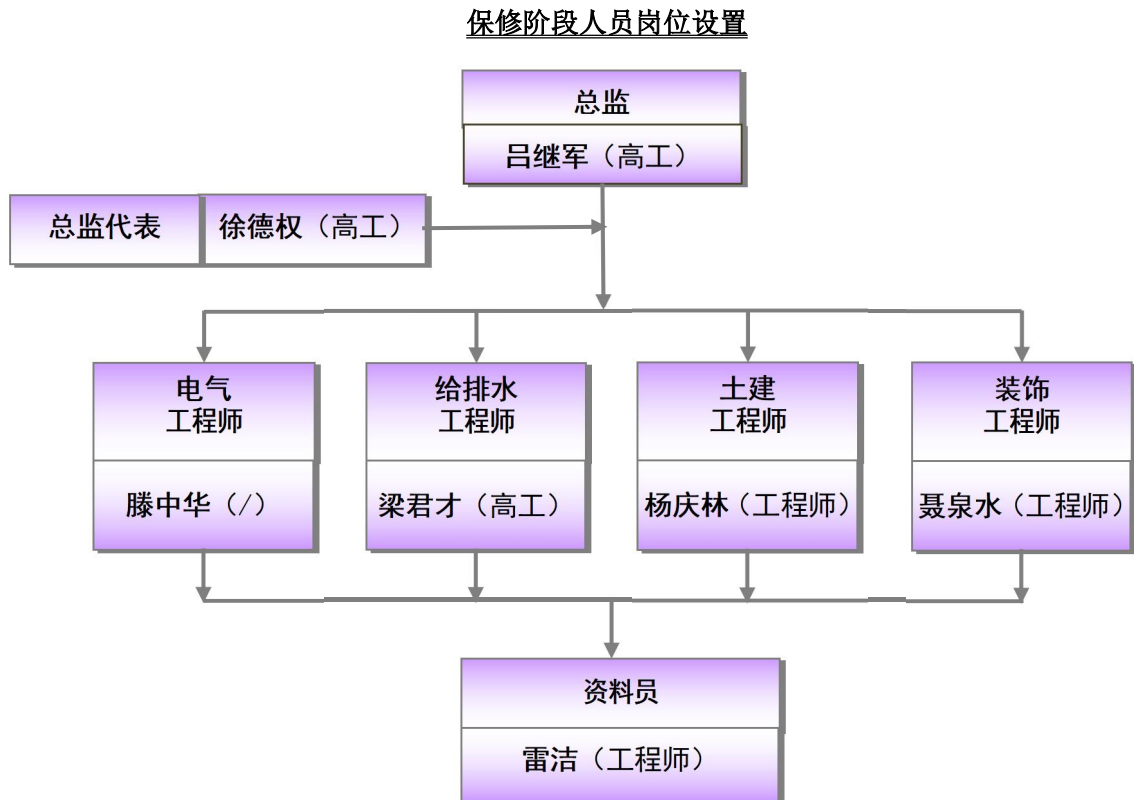 保修阶段人员岗位设置
总监
吕继军（高工）
总监代表
徐德权（高工）
电气
工程师
滕中华（/）
给排水
工程师
梁君才（高工）
土建
工程师
杨庆林（工程师）
装饰
工程师
聂泉水（工程师）
资料员
雷洁（工程师）